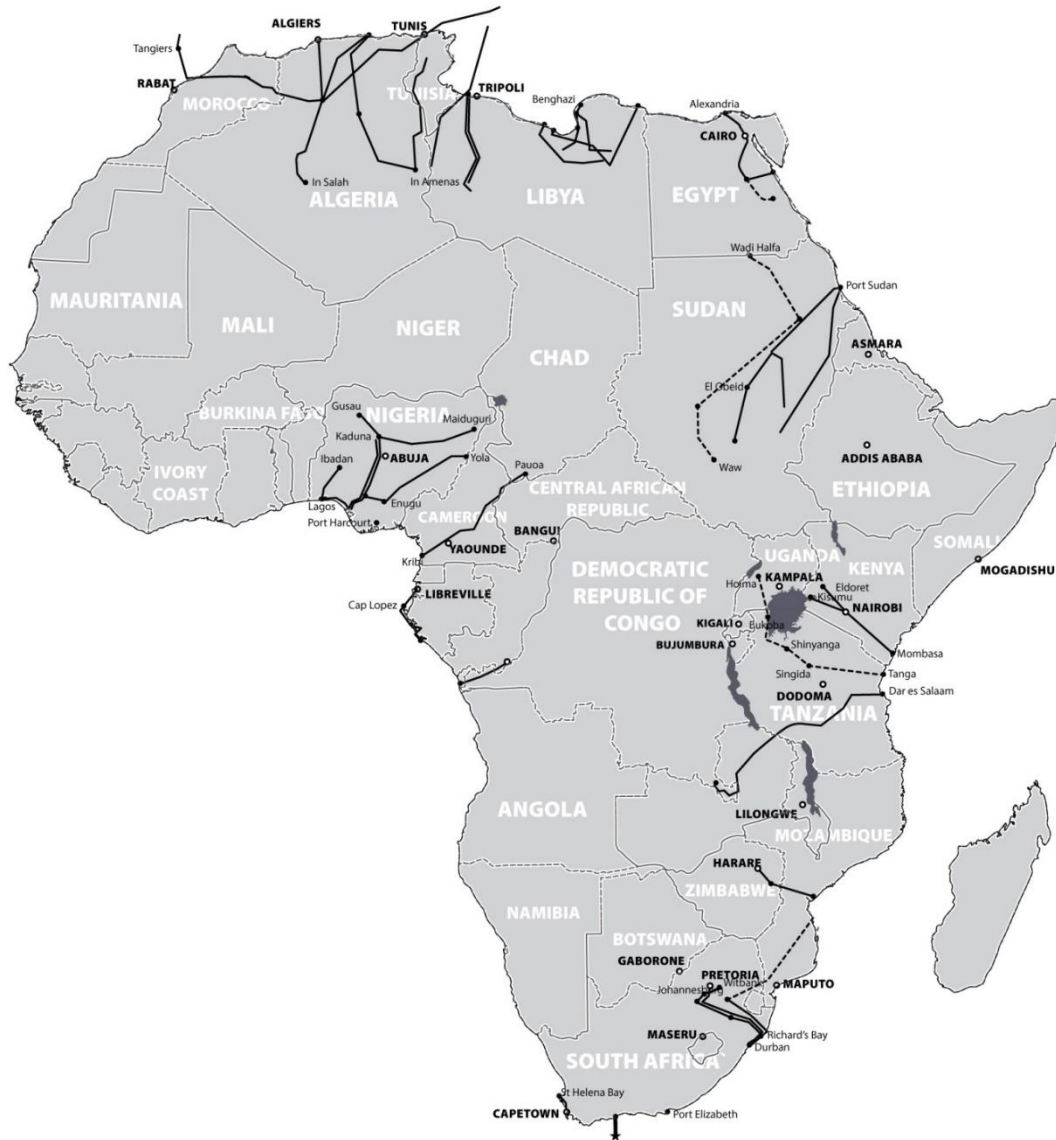 ALGIERS
TUNIS
Tangiers
RABAT
MOROCCO
TUNISIA
TRIPOLI
Benghazi
Alexandria
CAIRO
In Salah
In Amenas
ALGERIA
LIBYA
EGYPT
Wadi Halfa
MAURITANIA
MALI
NIGER
CHAD
SUDAN
Port Sudan
ASMARA
El Obeid
BURKINA FASO
Gusau
NIGERIA
Maiduguri
Kaduna
Ibadan
ABUJA
Yola
Pauoa
Waw
ADDIS ABABA
ETHIOPIA
IVORY
COAST
Lagos
Enugu
Port Harcourt
CAMEROON
CENTRAL AFRICAN
REPUBLIC
BANGUI
YAOUNDE
Kribi
SOMALI
MOGADISHU
UGANDA
KENYA
DEMOCRATIC
REPUBLIC OF
CONGO
Hoima
KAMPALA
Eldoret
Kisumu
NAIROBI
LIBREVILLE
Cap Lopez
KIGALI
Bukoba
BUJUMBURA
Shinyanga
Mombasa
Singida
Tanga
DODOMA
Dar es Salaam
TANZANIA
ANGOLA
LILONGWE
MOZAMBIQUE
HARARE
ZIMBABWE
NAMIBIA
BOTSWANA
GABORONE
PRETORIA
Witbank
Johannesburg
MAPUTO
MASERU
Richard's Bay
Durban
SOUTH AFRICA`
St Helena Bay
CAPETOWN
Port Elizabeth